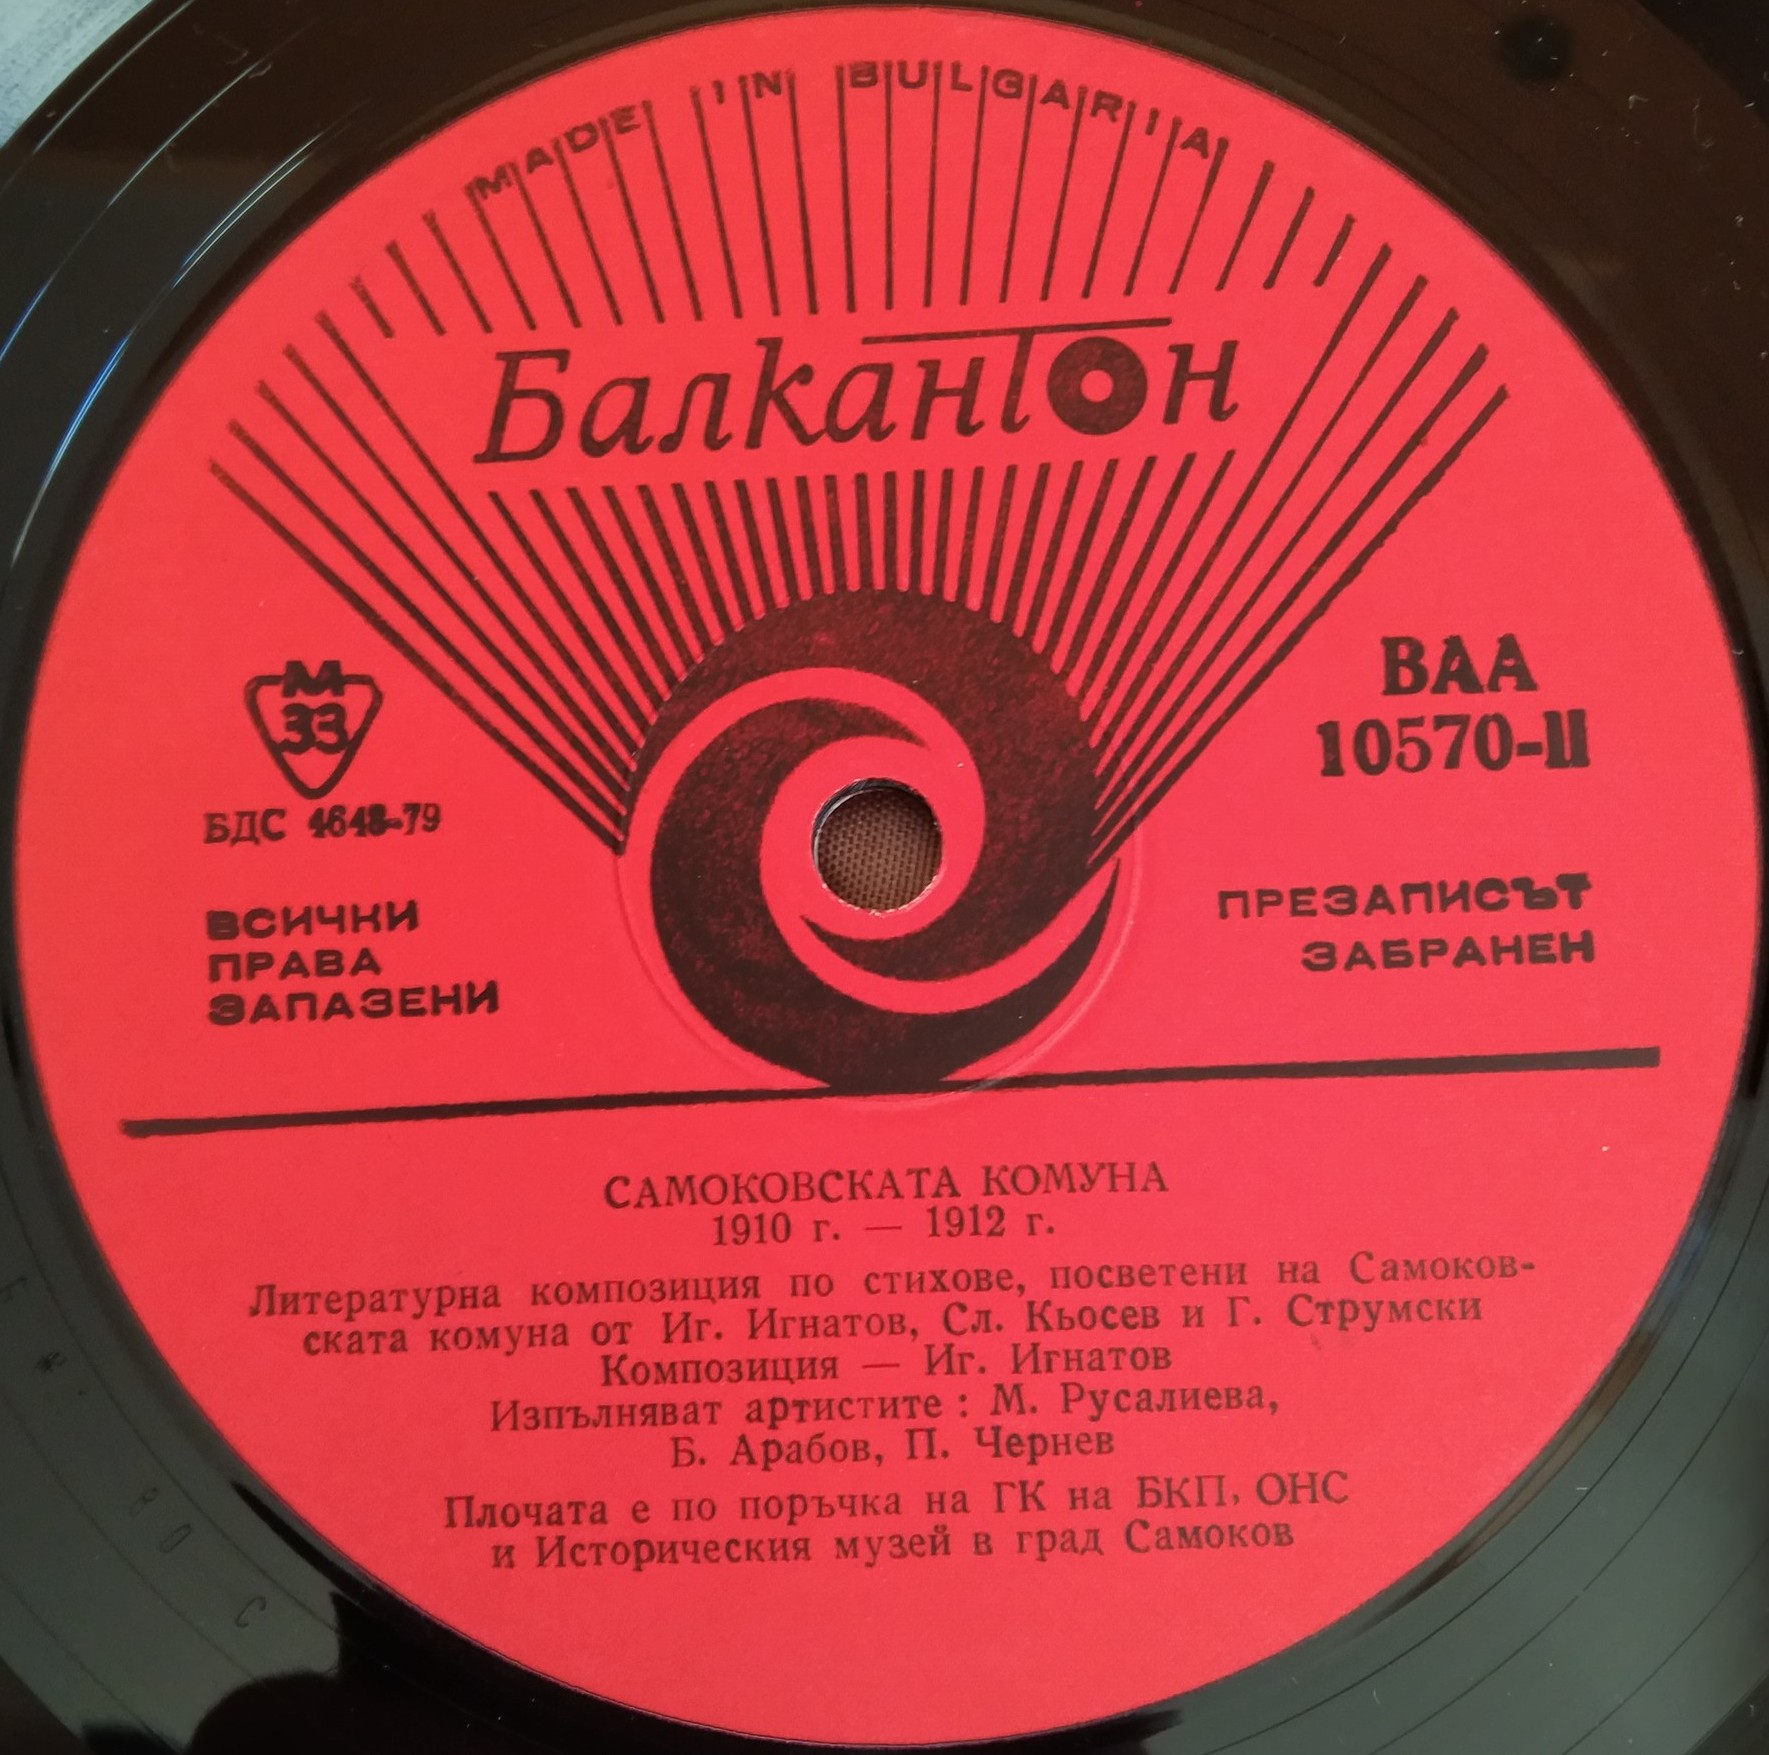 MADE IN BULGARIA
Балкантон
М
33
БДС 4648-79
ВСИЧКИ
ПРАВА
ЗАПАЗЕНИ
ВАА
10570-II
ПРЕЗАПИСЪТ
ЗАБРАНЕН
САМОКОВСКАТА КОМУНА
1910 г. — 1912 г.
Литературна композиция по стихове, посветени на Самоков-
ската комуна от Иг. Игнатов, Сл. Кьосев и Г. Струмски
Композиция — Иг. Игнатов
Изпълняват артистите : М. Русалиева,
Б. Арабов, П. Чернев
Плочата е по поръчка на ГК на БКП, ОНС
и Историческия музей в град Самоков